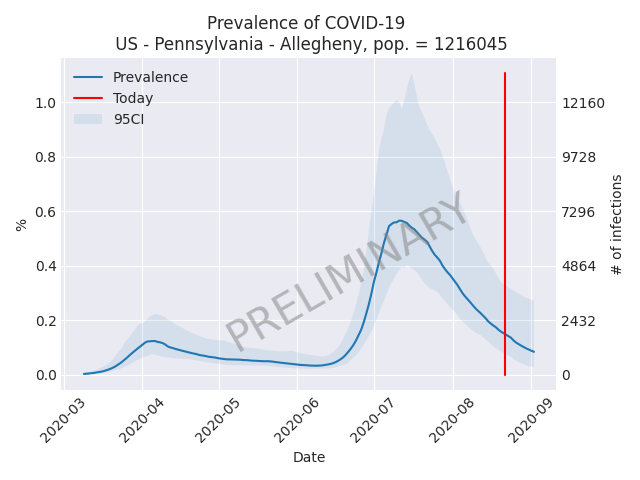 Prevalence of COVID-19
US - Pennsylvania - Allegheny, pop. = 1216045
Prevalence
Today
95CI
PRELIMINARY
1.0
0.8
0.6
0.4
0.2
0.0
%
12160
9728
7296
4864
2432
0
# of infections
2020-03
2020-04
2020-05
2020-06
2020-07
2020-08
2020-09
Date